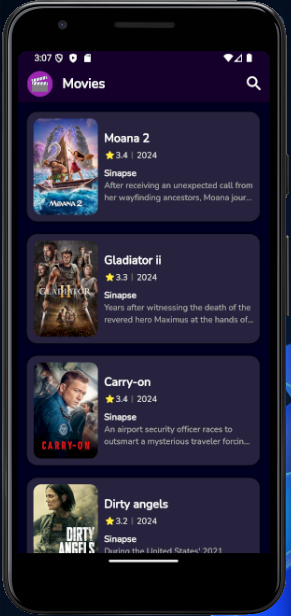 3:07
Movies
Moana 2
3.4 | 2024
Sinapse
After receiving an unexpected call from
her wayfinding ancestors, Moana jour...
MOANA 2
Gladiator ii
3.3 | 2024
Sinapse
Years after witnessing the death of the
revered hero Maximus at the hands of...
GLADIATOR
Carry-on
3.4 | 2024
Sinapse
An airport security officer races to
outsmart a mysterious traveler forcin...
CARRY-ON
Dirty angels
3.2 | 2024
Sinapse
During the United States' 2021
DIRTY
ANGELS